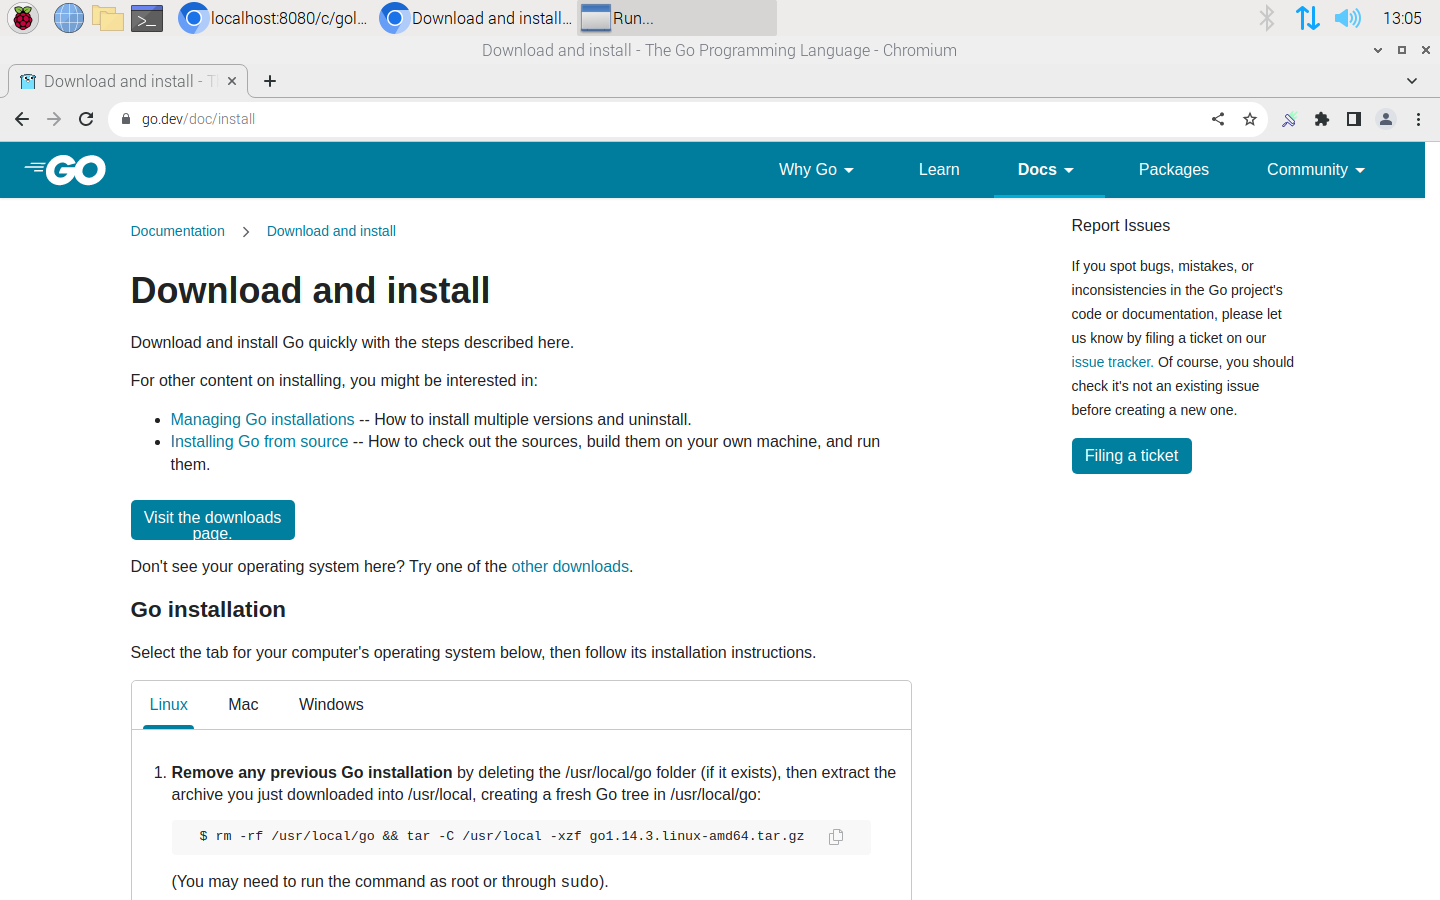 localhost:8080/c/gol... Download and install... Run... 13:05
Download and install - The Go Programming Language - Chromium
Download and install - T
go.dev/doc/install
GO Why Go Learn Docs Packages Community
Documentation > Download and install
Download and install
Download and install Go quickly with the steps described here.
For other content on installing, you might be interested in:
• Managing Go installations -- How to install multiple versions and uninstall.
• Installing Go from source -- How to check out the sources, build them on your own machine, and run
them.
Visit the downloads
page.
Don't see your operating system here? Try one of the other downloads.
Go installation
Select the tab for your computer's operating system below, then follow its installation instructions.
Linux Mac Windows
1. Remove any previous Go installation by deleting the /usr/local/go folder (if it exists), then extract the
archive you just downloaded into /usr/local, creating a fresh Go tree in /usr/local/go:
$ rm -rf /usr/local/go && tar -C /usr/local -xzf go1.14.3.linux-amd64.tar.gz
(You may need to run the command as root or through sudo).
Report Issues
If you spot bugs, mistakes, or
inconsistencies in the Go project's
code or documentation, please let
us know by filing a ticket on our
issue tracker. Of course, you should
check it's not an existing issue
before creating a new one.
Filing a ticket